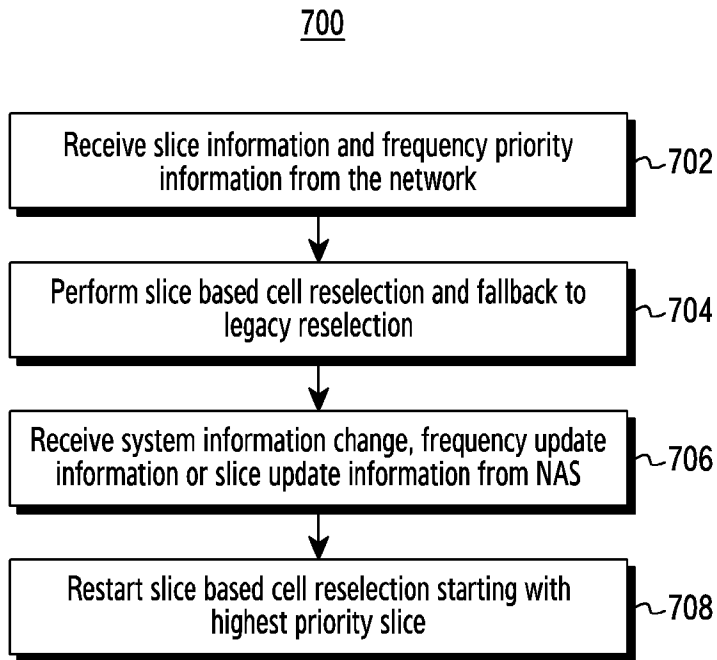 700
Receive slice information and frequency priority
information from the network
702
Perform slice based cell reselection and fallback to
legacy reselection
704
Receive system information change, frequency update
information or slice update information from NAS
706
Restart slice based cell reselection starting with
highest priority slice
708